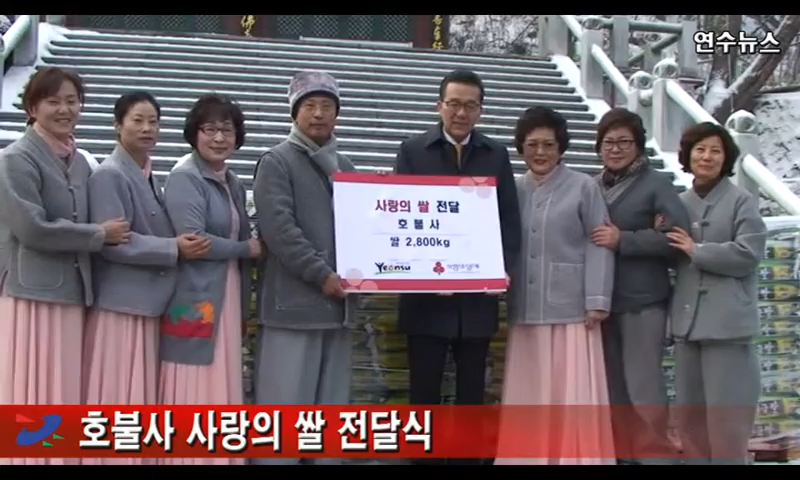 연수뉴스
사랑의 쌀 전달
호 불 사
쌀 2,800kg
Yeonsu
호불사 사랑의 쌀 전달식